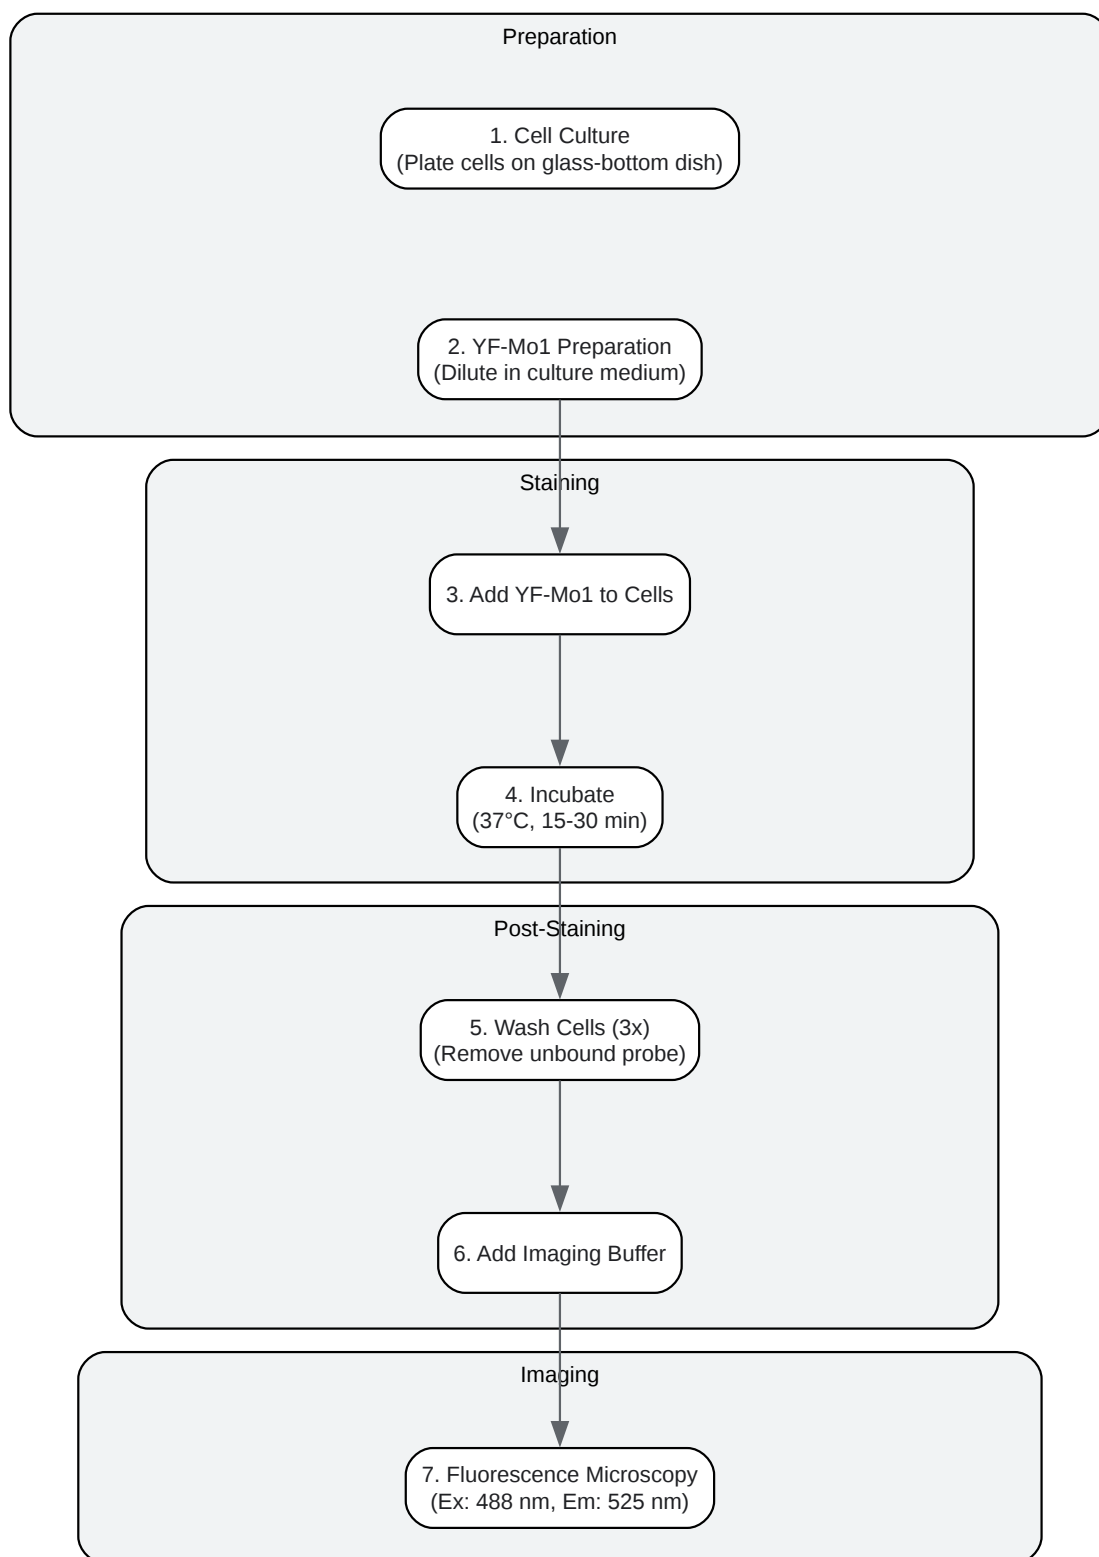 Preparation
1. Cell Culture
(Plate cells on glass-bottom dish)
2. YF-Mo1 Preparation
(Dilute in culture medium)
Staining
3. Add YF-Mo1 to Cells
4. Incubate
(37°C, 15-30 min)
Post-Staining
5. Wash Cells (3x)
(Remove unbound probe)
6. Add Imaging Buffer
Imaging
7. Fluorescence Microscopy
(Ex: 488 nm, Em: 525 nm)